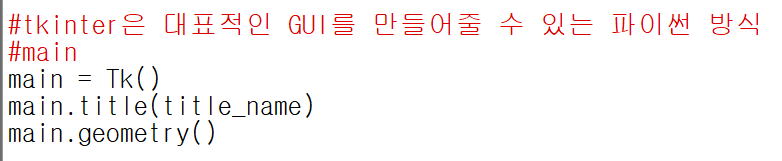 #tkinter은 대표적인 GUI를 만들어줄 수 있는 파이썬 방식
#main
main = Tk()
main.title(title_name)
main.geometry()